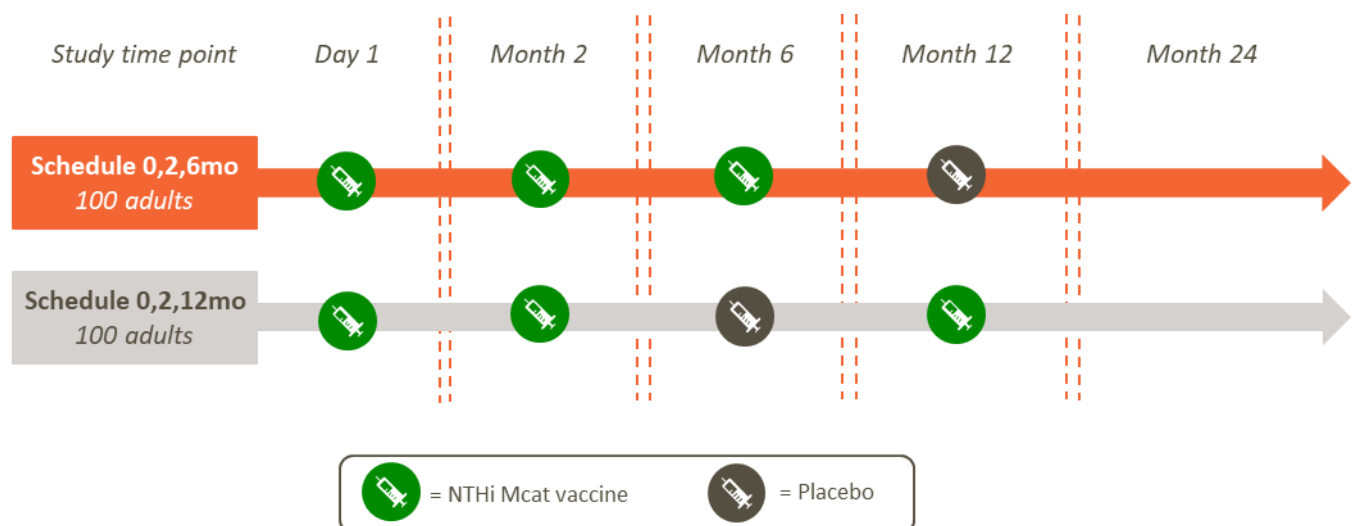 Study time point Day 1 Month 2 Month 6 Month 12 Month 24
Schedule 0,2,6mo
100 adults
Schedule 0,2,12mo
100 adults
= NTHi Mcat vaccine = Placebo